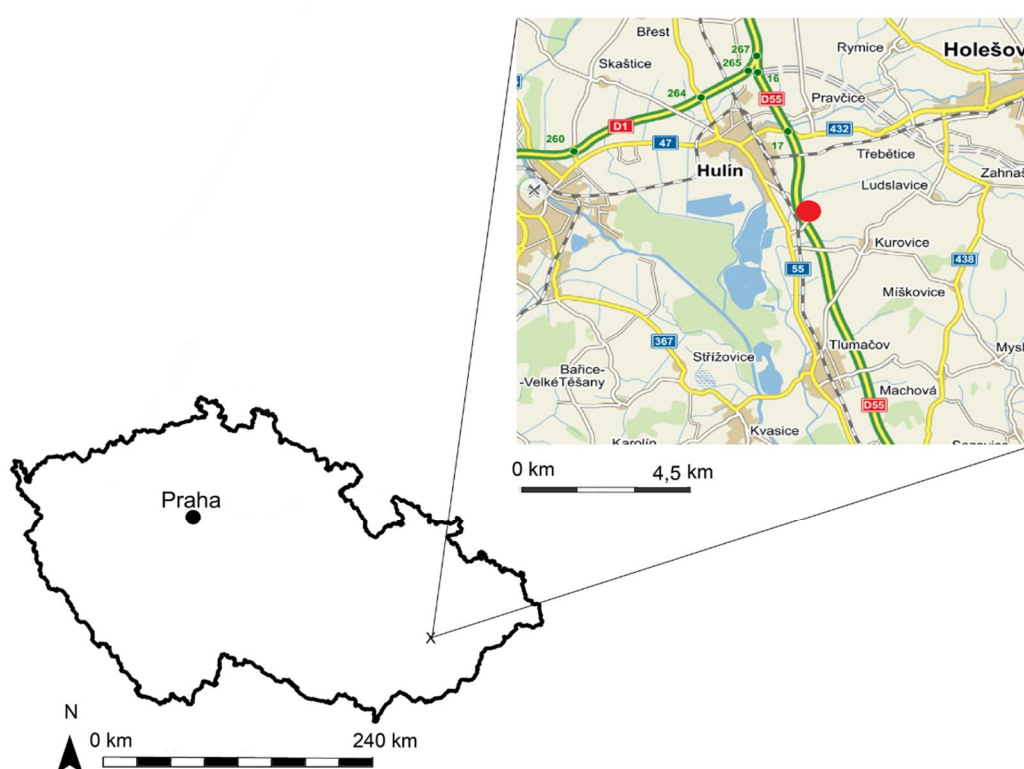 Břest
267
Rymice
Holešov
Skaštice
265
16
264
D55
Pravčice
D1
260
47
17
432
Třebětice
Hulín
Zahnaš
Ludslavice
Kurovice
55
438
Míškovice
367
Střížovice
Tlumačov
Mysl
Bařice-
-VelkéTěšany
Machová
D55
Kvasice
Karolín
0 km
4,5 km
Praha
X
N
0 km
240 km